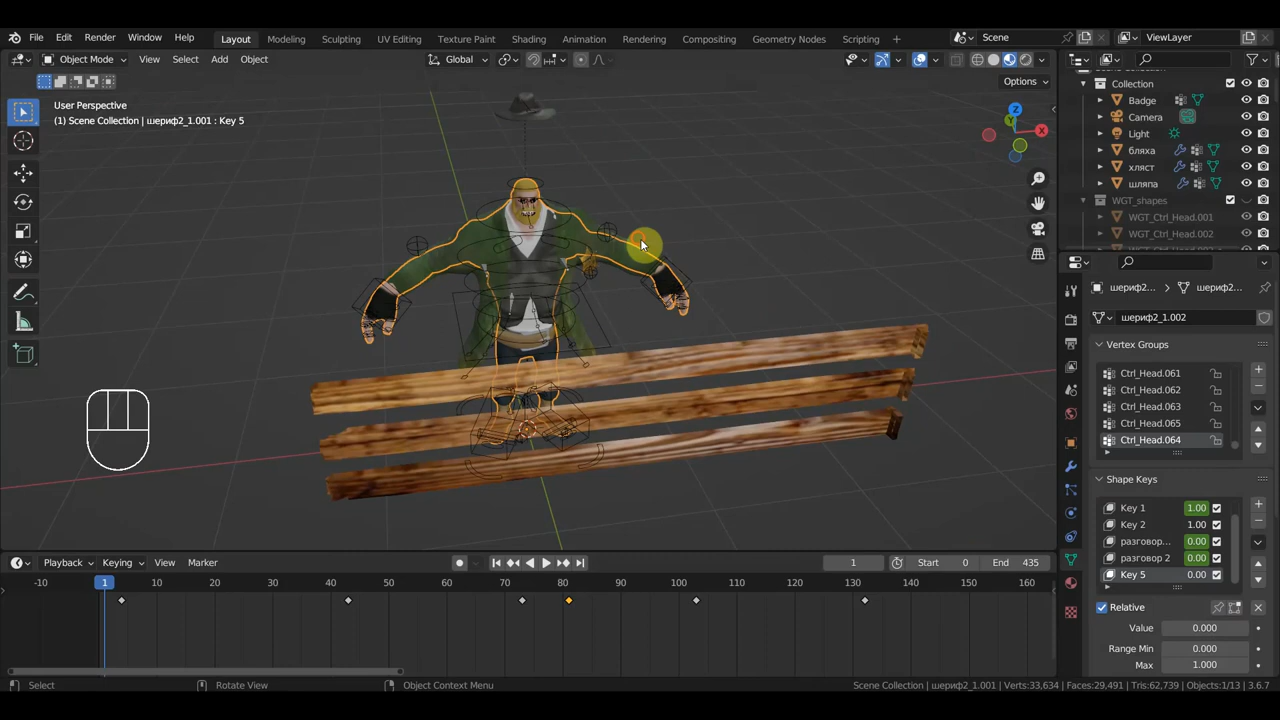 File Edit Render Window Help Layout Modeling Sculpting UV Editing Texture Paint Shading Animation Rendering Compositing Geometry Nodes Scripting + Scene ViewLayer
Object Mode View Select Add Object Global
Options
User Perspective
(1) Scene Collection | шериф2_1.001 : Key 5
Z
X
Y
Collection
Badge
Camera
Light
бляха
хляст
шляпа
WGT_shapes
WGT_Ctrl_Head.001
WGT_Ctrl_Head.002
шериф2... шериф2_1...
шериф2_1.002
Vertex Groups
Ctrl_Head.061
Ctrl_Head.062
Ctrl_Head.063
Ctrl_Head.065
Ctrl_Head.064
Shape Keys
Key 1 1.00
Key 2 1.00
разговор... 0.00
разговор 2 0.00
Key 5 0.00
Relative
Value 0.000
Range Min 0.000
Max 1.000
Playback Keying View Marker 1 Start 0 End 435
-10 1 10 20 30 40 50 60 70 80 90 100 110 120 130 140 150 160
Select Rotate View Object Context Menu Scene Collection | шериф2_1.001 | Verts:33,634 | Faces:29,491 | Tris:62,739 | Objects:1/13 | 3.6.7